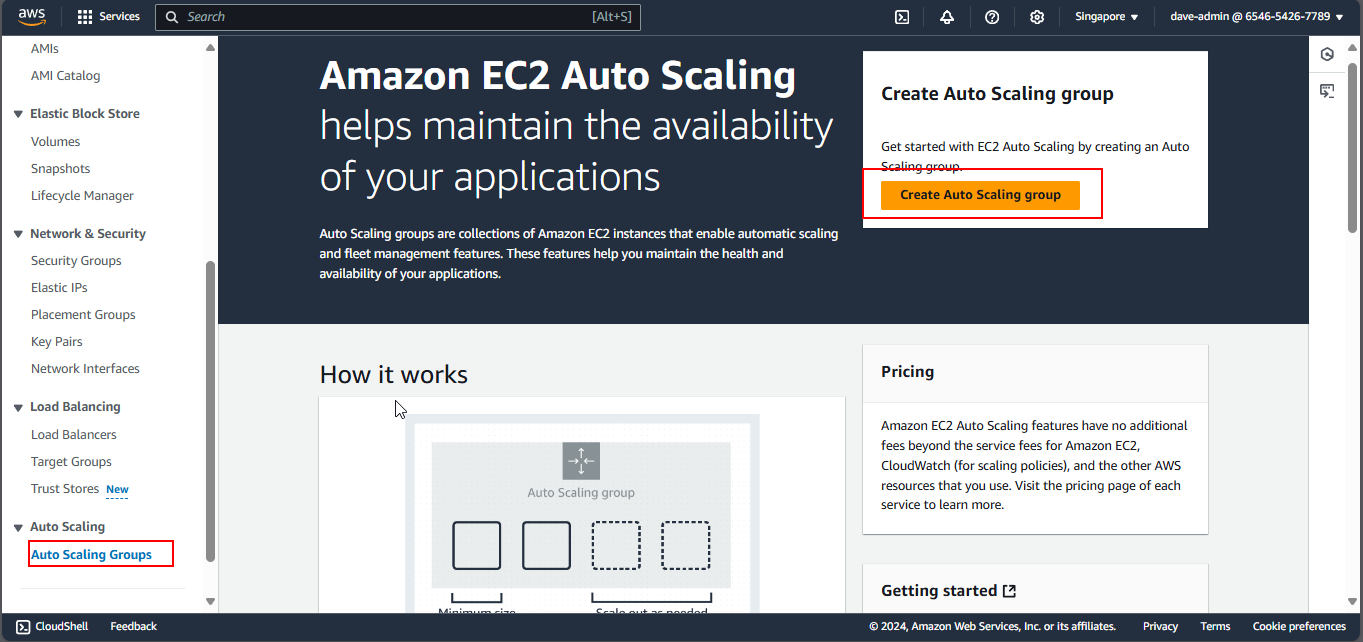 aws
Services
Search
[Alt+S]
Singapore
dave-admin @ 6546-5426-7789
AMIs
AMI Catalog
Elastic Block Store
Volumes
Snapshots
Lifecycle Manager
Network & Security
Security Groups
Elastic IPs
Placement Groups
Key Pairs
Network Interfaces
Load Balancing
Load Balancers
Target Groups
Trust Stores New
Auto Scaling
Auto Scaling Groups
Amazon EC2 Auto Scaling
helps maintain the availability
of your applications
Auto Scaling groups are collections of Amazon EC2 instances that enable automatic scaling
and fleet management features. These features help you maintain the health and
availability of your applications.
Create Auto Scaling group
Get started with EC2 Auto Scaling by creating an Auto
Scaling group.
Create Auto Scaling group
How it works
Auto Scaling group
Minimum size
Scale out as needed
Pricing
Amazon EC2 Auto Scaling features have no additional
fees beyond the service fees for Amazon EC2,
CloudWatch (for scaling policies), and the other AWS
resources that you use. Visit the pricing page of each
service to learn more.
Getting started
CloudShell
Feedback
© 2024, Amazon Web Services, Inc. or its affiliates.
Privacy
Terms
Cookie preferences